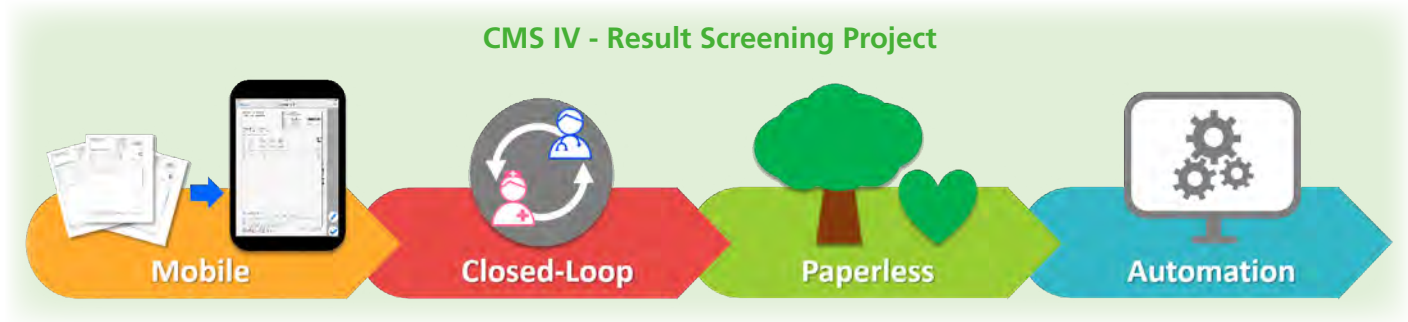 CMS IV - Result Screening Project
Mobile
Closed-Loop
Paperless
Automation